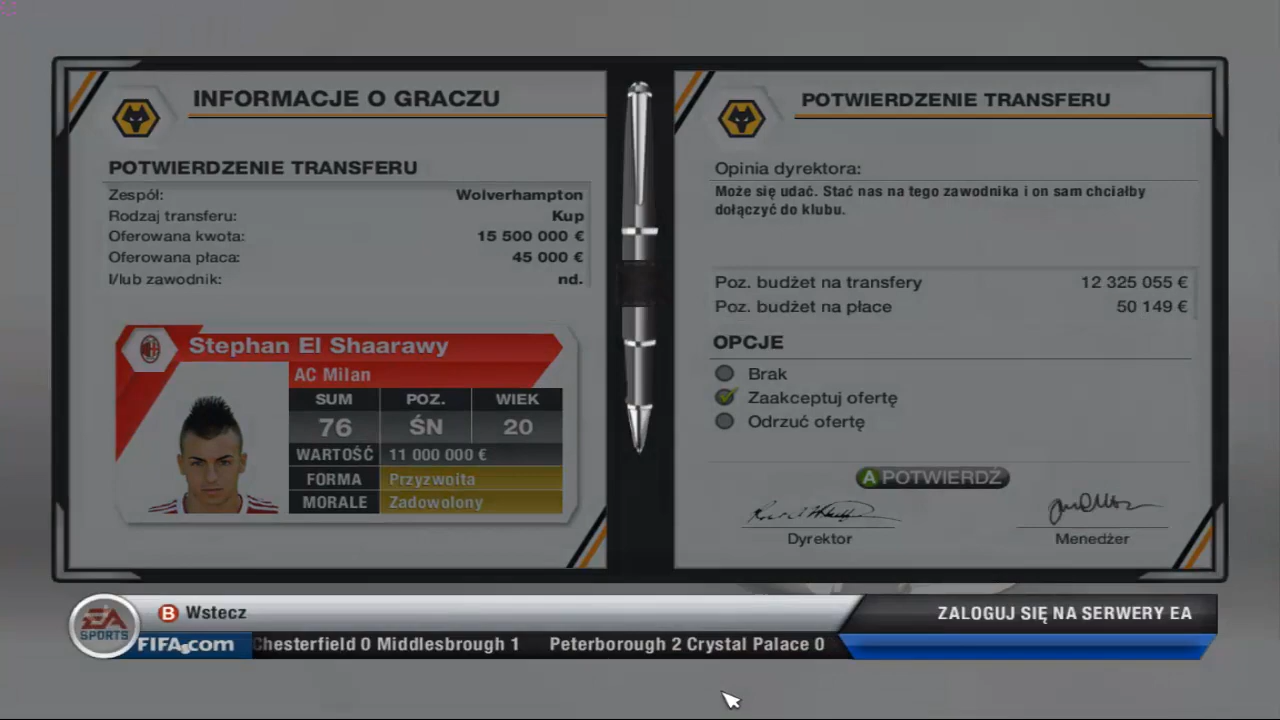 INFORMACJE O GRACZU
POTWIERDZENIE TRANSFERU
Zespół: Wolverhampton
Rodzaj transferu: Kup
Oferowana kwota: 15 500 000 €
Oferowana płaca: 45 000 €
I/lub zawodnik: nd.
Stephan El Shaarawy
AC Milan
SUM POZ. WIEK
76 ŚN 20
WARTOŚĆ 11 000 000 €
FORMA Przyzwoita
MORALE Zadowolony
POTWIERDZENIE TRANSFERU
Opinia dyrektora:
Może się udać. Stać nas na tego zawodnika i on sam chciałby
dołączyć do klubu.
Poz. budżet na transfery 12 325 055 €
Poz. budżet na płace 50 149 €
OPCJE
Brak
Zaakceptuj ofertę
Odrzuć ofertę
A POTWIERDŹ
Dyrektor Menedżer
B Wstecz
ZALOGUJ SIĘ NA SERWERY EA
EA SPORTS
FIFA.com
Chesterfield 0 Middlesbrough 1 Peterborough 2 Crystal Palace 0